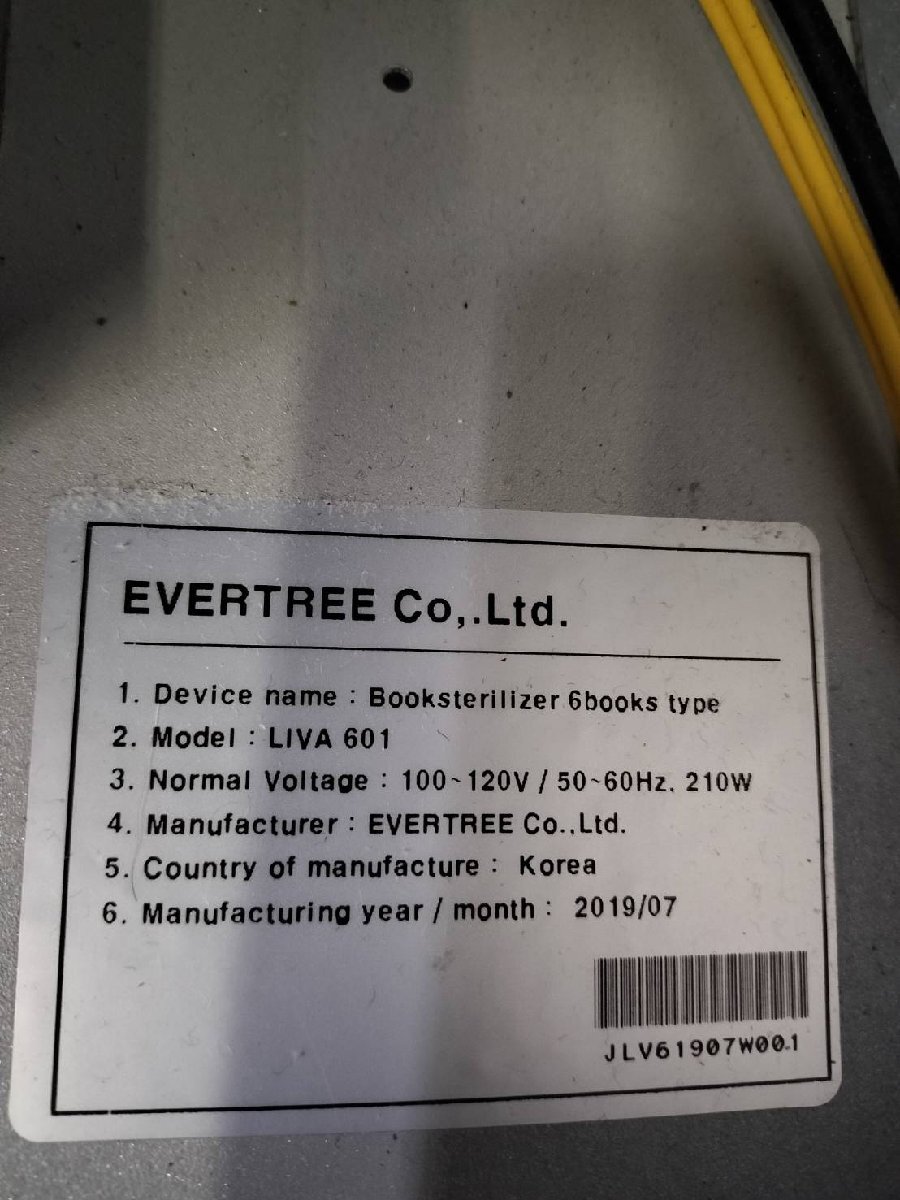 EVERTREE Co,.Ltd.
1. Device name : Booksterilizer 6books type
2. Model : LIVA 601
3. Normal Voltage : 100~120V / 50~60Hz. 210W
4. Manufacturer : EVERTREE Co.,Ltd.
5. Country of manufacture : Korea
6. Manufacturing year / month : 2019/07
JLV61907W001